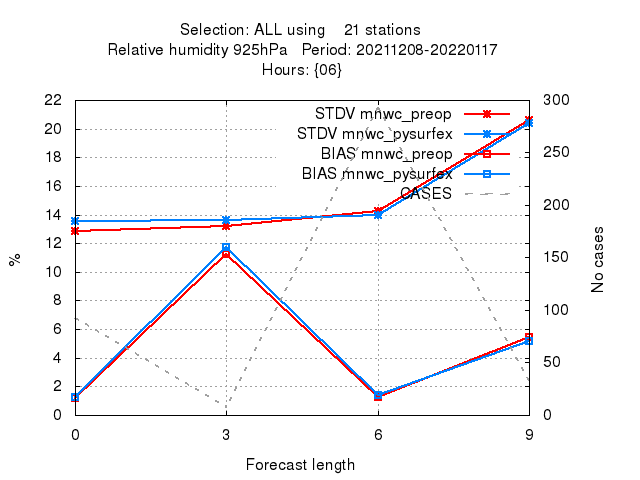 Selection: ALL using 21 stations
Relative humidity 925hPa Period: 20211208-20220117
Hours: {06}
22
20
18
16
14
12
10
8
6
4
2
0
%
300
250
200
150
100
50
0
No cases
STDV mnwc_preop
STDV mnwc_pysurfex
BIAS mnwc_preop
BIAS mnwc_pysurfex
CASES
0 3 6 9
Forecast length